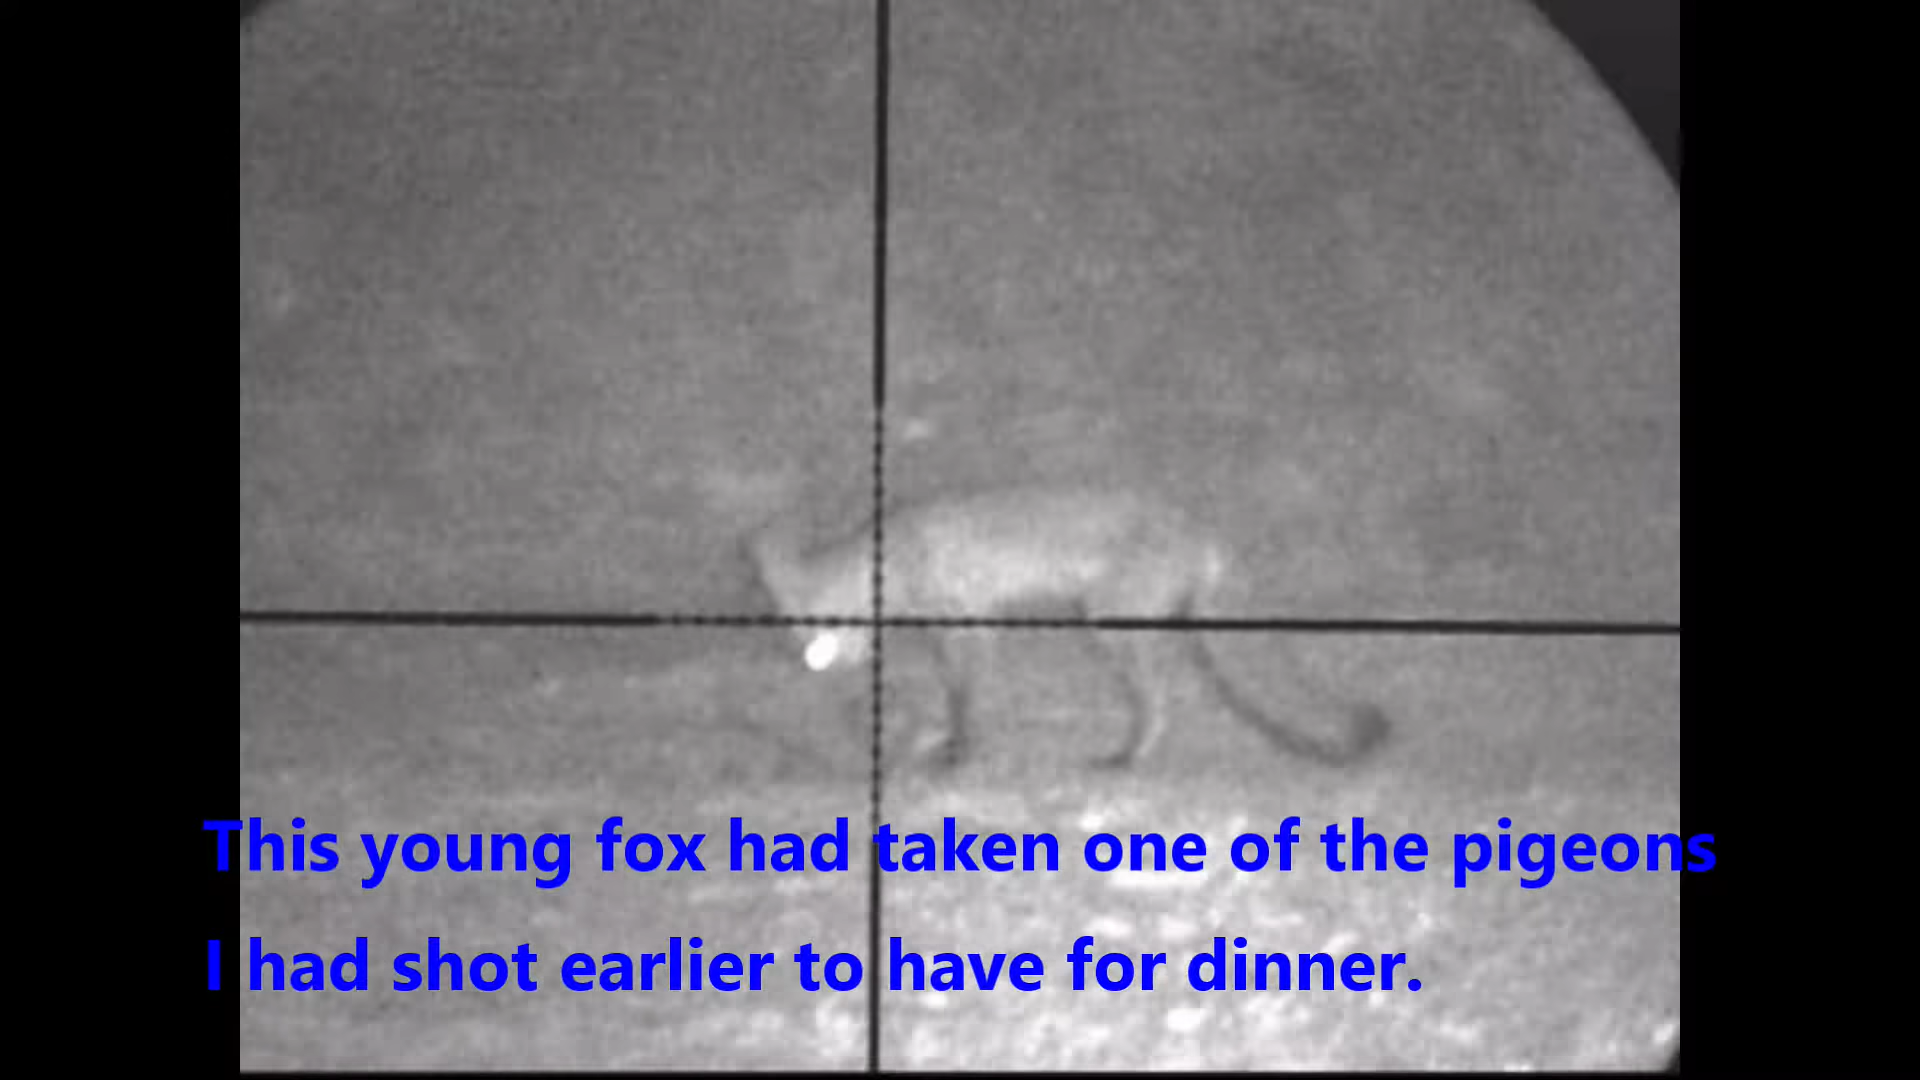 This young fox had taken one of the pigeons
I had shot earlier to have for dinner.